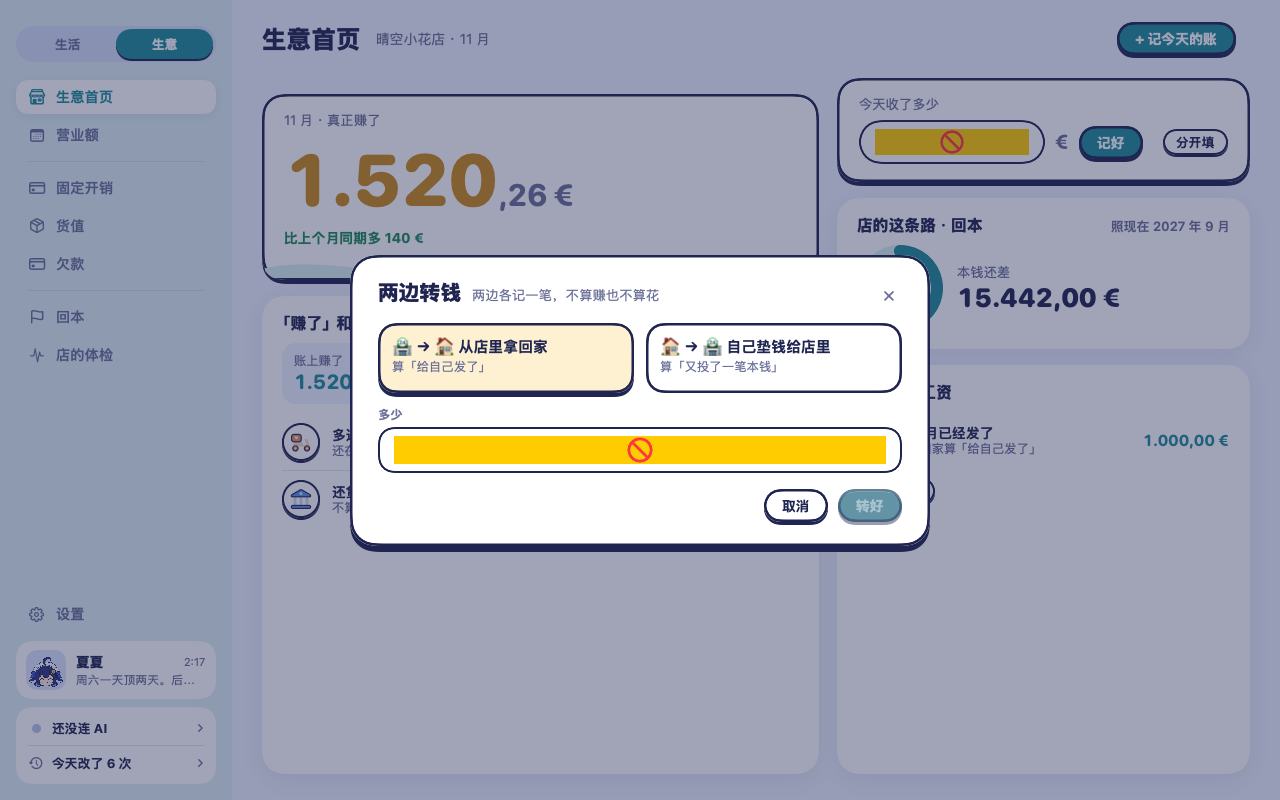 生活
生意
生意首页
营业额
固定开销
货值
欠款
回本
店的体检
设置
夏夏
2:17
周六一天顶两天。后…
还没连 AI
今天改了 6 次
生意首页
晴空小花店 · 11 月
+ 记今天的账
11 月 · 真正赚了
1.520,26 €
比上个月同期多 140 €
今天收了多少
€
记好
分开填
店的这条路 · 回本
照现在 2027 年 9 月
本钱还差
15.442,00 €
「赚了」和
账上赚了
1.520
还在
不算
工资
月已经发了
家算「给自己发了」
1.000,00 €
两边转钱
两边各记一笔，不算赚也不算花
→ 从店里拿回家
算「给自己发了」
→ 自己垫钱给店里
算「又投了一笔本钱」
多少
取消
转好